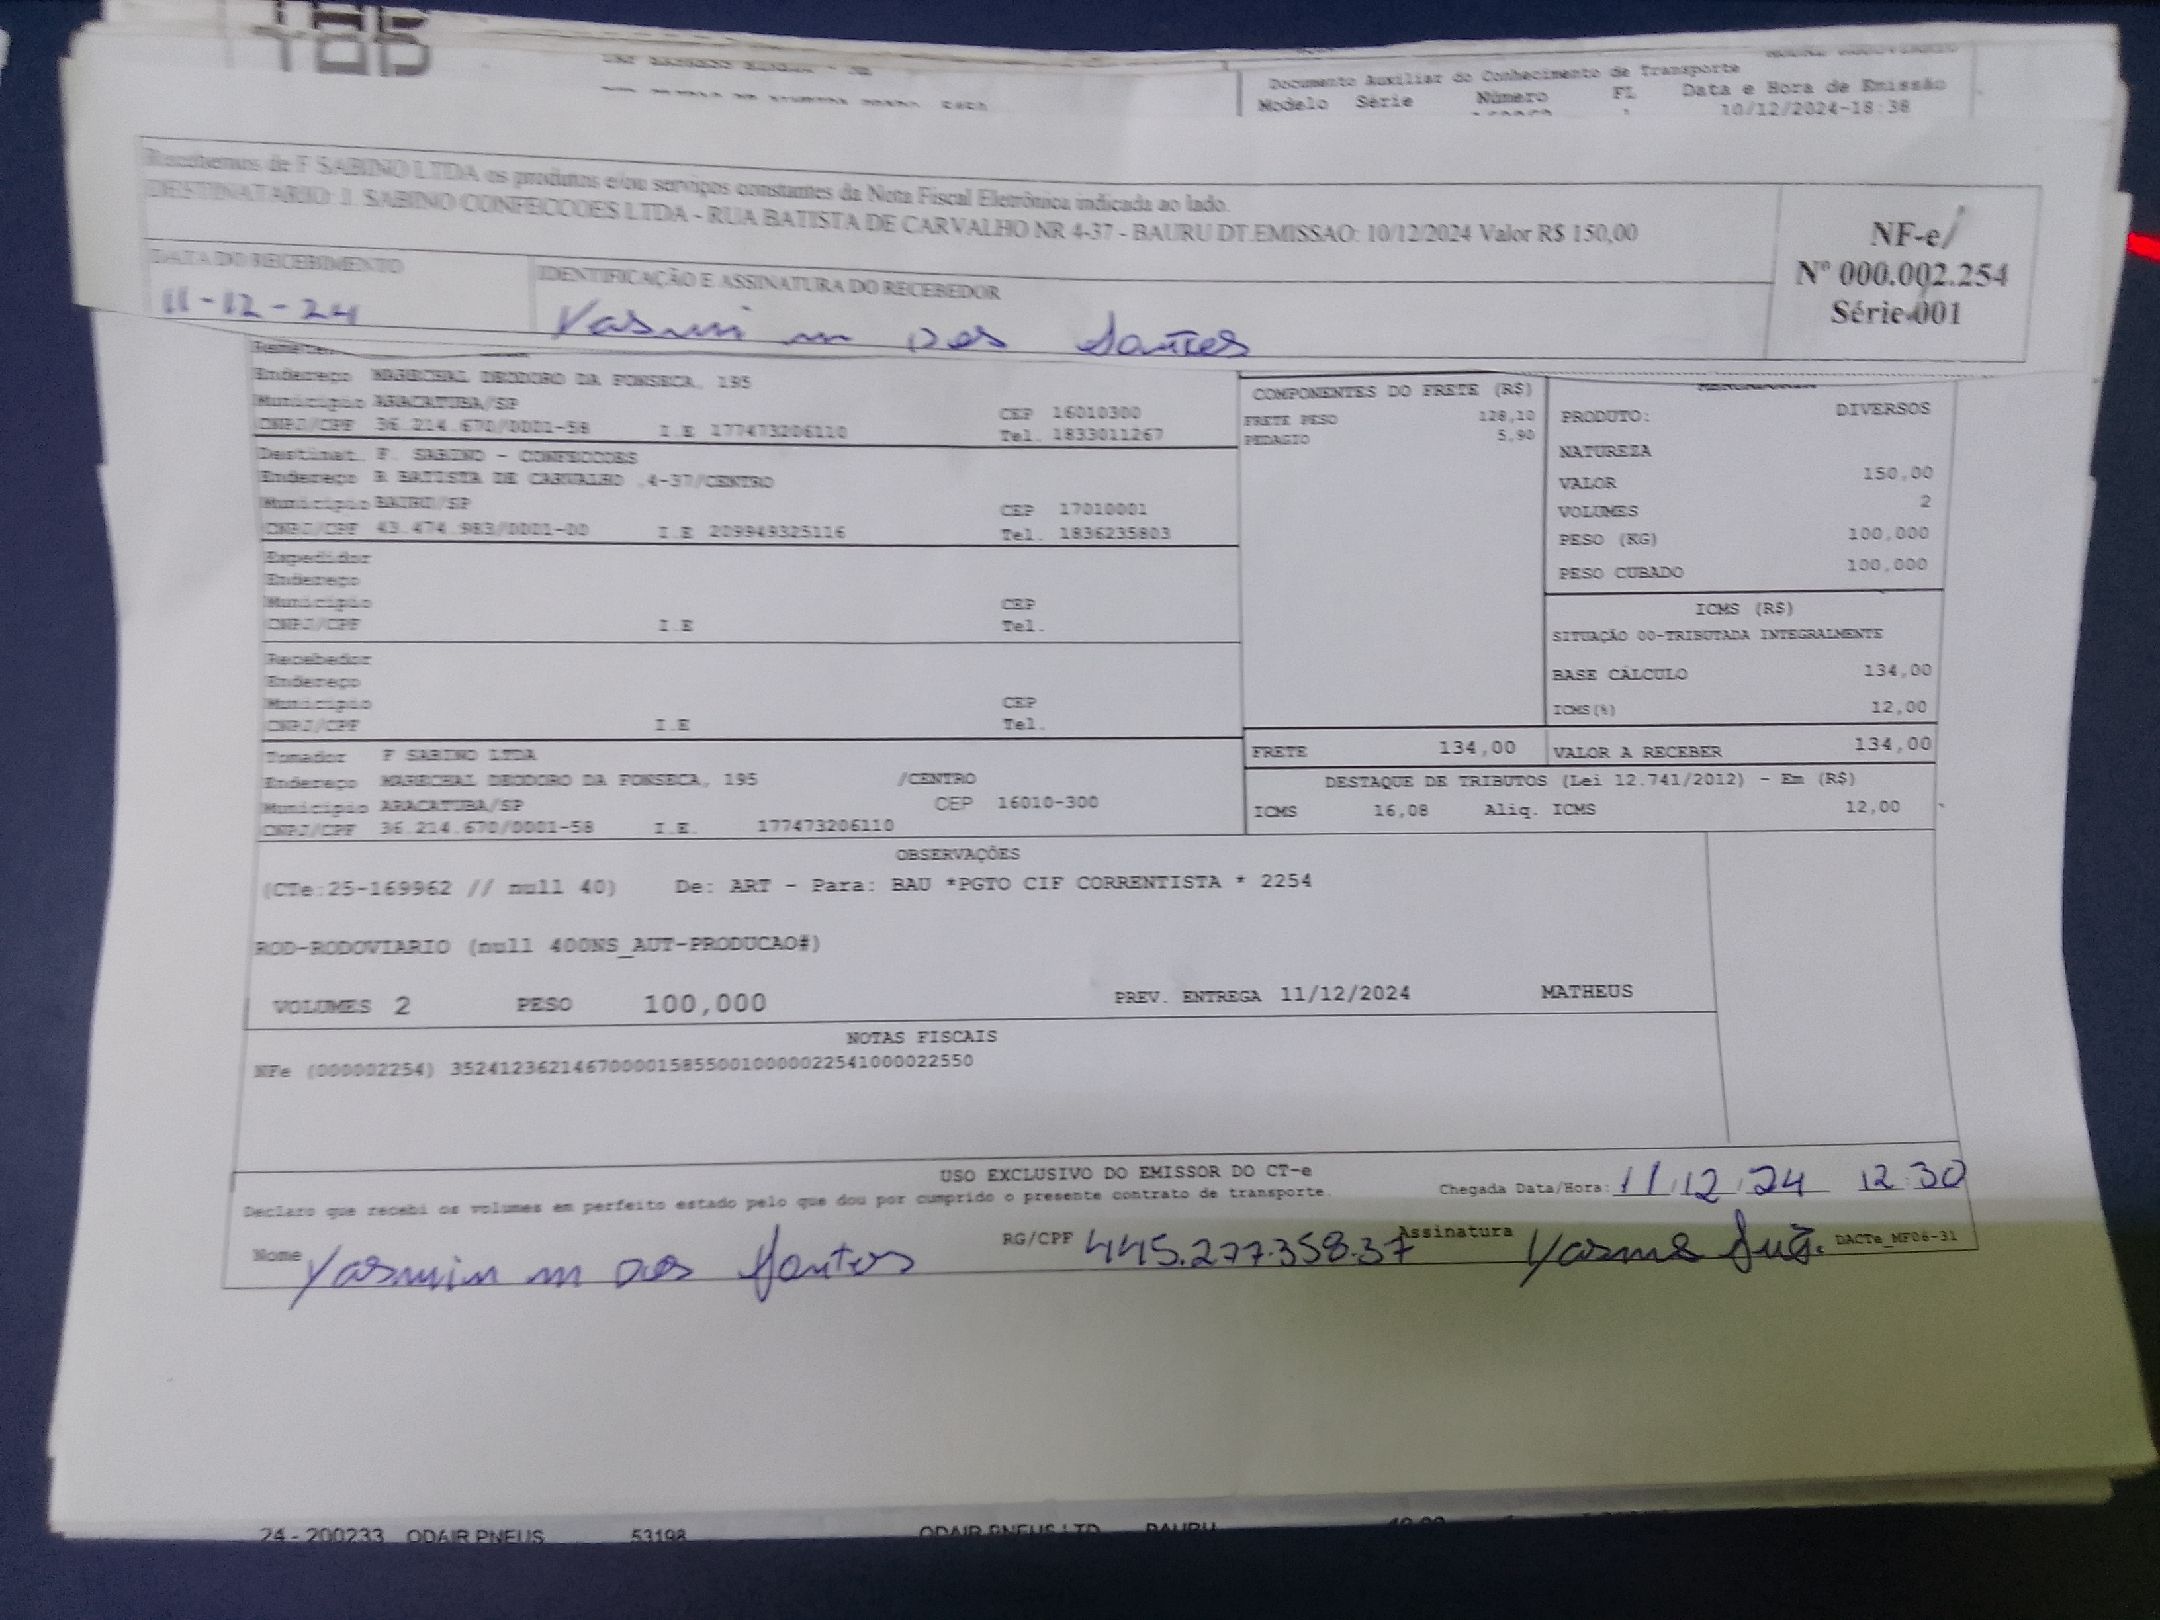 Documento Auxiliar do Conhecimento de Transporte
Modelo Série Número FL Data e Hora de Emissão
10/12/2024-18:38
Recebemos de F SABINO LTDA os produtos e/ou serviços constantes da Nota Fiscal Eletrônica indicada ao lado.
DESTINATARIO: SABINO CONFECCOES LTDA - RUA BATISTA DE CARVALHO NR 4-37 - BAURU DT.EMISSAO: 10/12/2024 Valor R$ 150,00
NF-e
Nº 000.002.254
Série 001
DATA DO RECEBIMENTO
11-12-24
IDENTIFICAÇÃO E ASSINATURA DO RECEBEDOR
Yasmin m dos Santos
Endereço MARECHAL DEODORO DA FONSECA, 195
Município ARACATUBA/SP CEP 16010300
CNPJ/CPF 36.214.670/0001-58 I.E 177473206110 Tel. 1833011267
Destinat. F. SABINO - CONFECCOES
Endereço R BATISTA DE CARVALHO ,4-37/CENTRO
Município BAURU/SP CEP 17010001
CNPJ/CPF 43.474.983/0001-00 I.E 209949325116 Tel. 1836235803
Expedidor
Endereço
Município CEP
CNPJ/CPF I.E Tel.
Recebedor
Endereço
Município CEP
CNPJ/CPF I.E Tel.
Tomador F SABINO LTDA
Endereço MARECHAL DEODORO DA FONSECA, 195 /CENTRO
Município ARACATUBA/SP CEP 16010-300
CNPJ/CPF 36.214.670/0001-58 I.E. 177473206110
COMPONENTES DO FRETE (R$)
FRETE PESO 128,10
PEDAGIO 5,90
PRODUTO: DIVERSOS
NATUREZA
VALOR 150,00
VOLUMES 2
PESO (KG) 100,000
PESO CUBADO 100,000
ICMS (R$)
SITUAÇÃO 00-TRIBUTADA INTEGRALMENTE
BASE CÁLCULO 134,00
ICMS(%) 12,00
FRETE 134,00 VALOR A RECEBER 134,00
DESTAQUE DE TRIBUTOS (Lei 12.741/2012) - Em (R$)
ICMS 16,08 Aliq. ICMS 12,00
OBSERVAÇÕES
(CTe:25-169962 // null 40) De: ART - Para: BAU *PGTO CIF CORRENTISTA * 2254
ROD-RODOVIARIO (null 400NS_AUT-PRODUCAO#)
VOLUMES 2 PESO 100,000 PREV. ENTREGA 11/12/2024 MATHEUS
NOTAS FISCAIS
NFe (000002254) 35241236214670000158550010000022541000022550
USO EXCLUSIVO DO EMISSOR DO CT-e
Declaro que recebi os volumes em perfeito estado pelo que dou por cumprido o presente contrato de transporte.
Chegada Data/Hora: 11/12/24 12:30
Nome Yasmin m dos Santos RG/CPF 445.277.358.37 Assinatura DACTe_MF06-31
24 - 200233 ODAIR PNEUS 53198 ODAIR PNEUS LTD BAURU